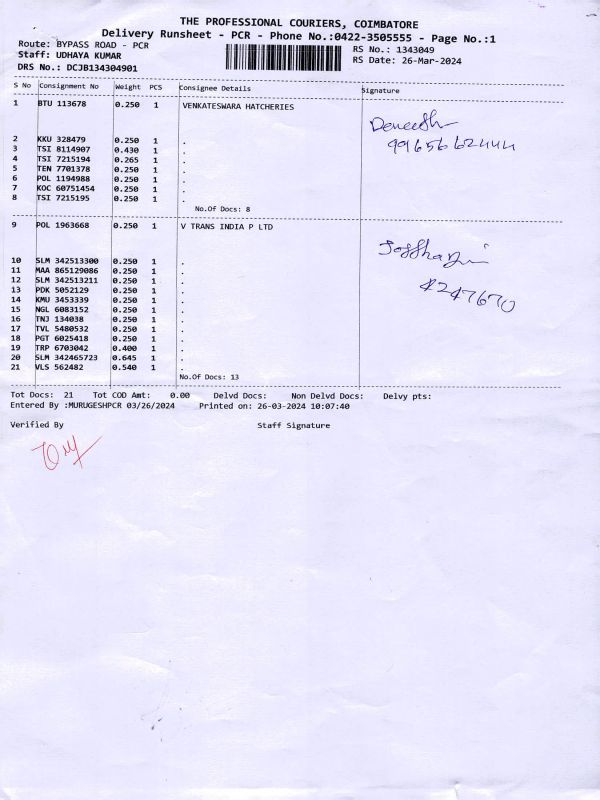 THE PROFESSIONAL COURIERS, COIMBATORE
Delivery Runsheet - PCR - Phone No.:0422-3505555 - Page No.:1
Route: BYPASS ROAD - PCR
Staff: UDHAYA KUMAR
DRS No.: DCJB134304901
RS No.: 1343049
RS Date: 26-Mar-2024
S No Consignment No Weight PCS Consignee Details Signature
1 BTU 113678 0.250 1 VENKATESWARA HATCHERIES
99656 62444
2 KKU 328479 0.250 1 .
3 TSI 8114907 0.430 1 .
4 TSI 7215194 0.265 1 .
5 TEN 7701378 0.250 1 .
6 POL 1194988 0.250 1 .
7 KOC 60751454 0.250 1 .
8 TSI 7215195 0.250 1 .
No.Of Docs: 8
9 POL 1963668 0.250 1 V TRANS INDIA P LTD
4247670
10 SLM 342513300 0.250 1 .
11 MAA 865129086 0.250 1 .
12 SLM 342513211 0.250 1 .
13 PDK 5052129 0.250 1 .
14 KMU 3453339 0.250 1 .
15 NGL 6083152 0.250 1 .
16 TNJ 134038 0.250 1 .
17 TVL 5480532 0.250 1 .
18 PGT 6025418 0.250 1 .
19 TRP 6703042 0.400 1 .
20 SLM 342465723 0.645 1 .
21 VLS 562482 0.540 1 .
No.Of Docs: 13
Tot Docs: 21 Tot COD Amt: 0.00 Delvd Docs: Non Delvd Docs: Delvy pts:
Entered By :MURUGESHPCR 03/26/2024 Printed on: 26-03-2024 10:07:40
Verified By Staff Signature